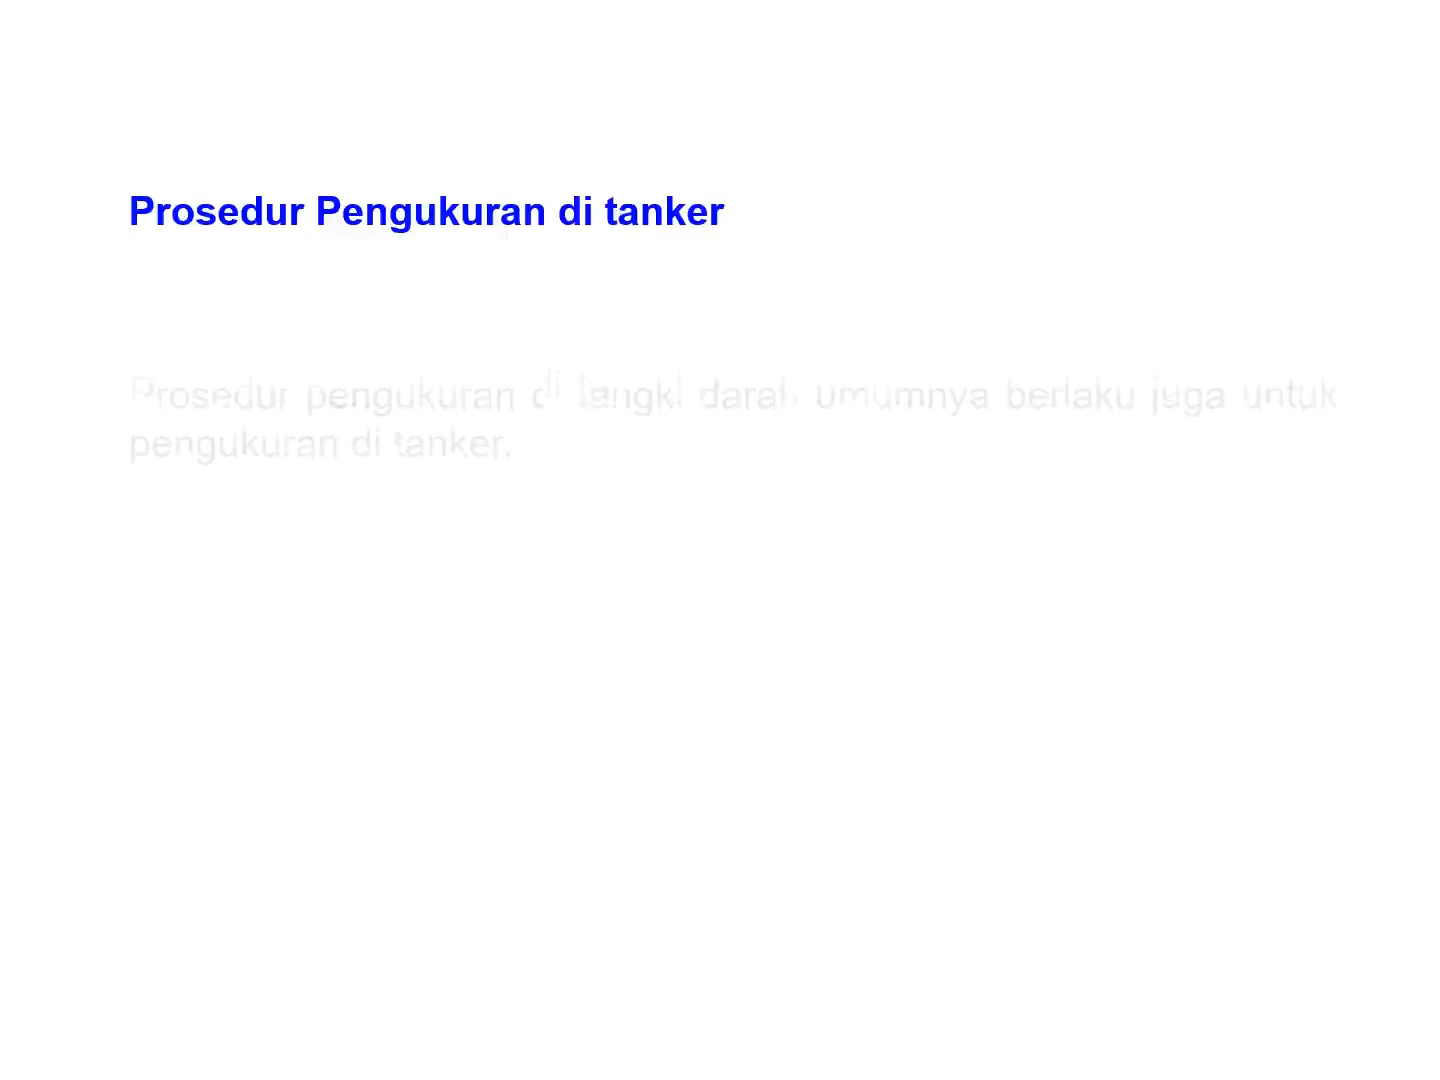 Prosedur Pengukuran di tanker
Prosedur pengukuran di tangki darat umumnya berlaku juga untuk
pengukuran di tanker.